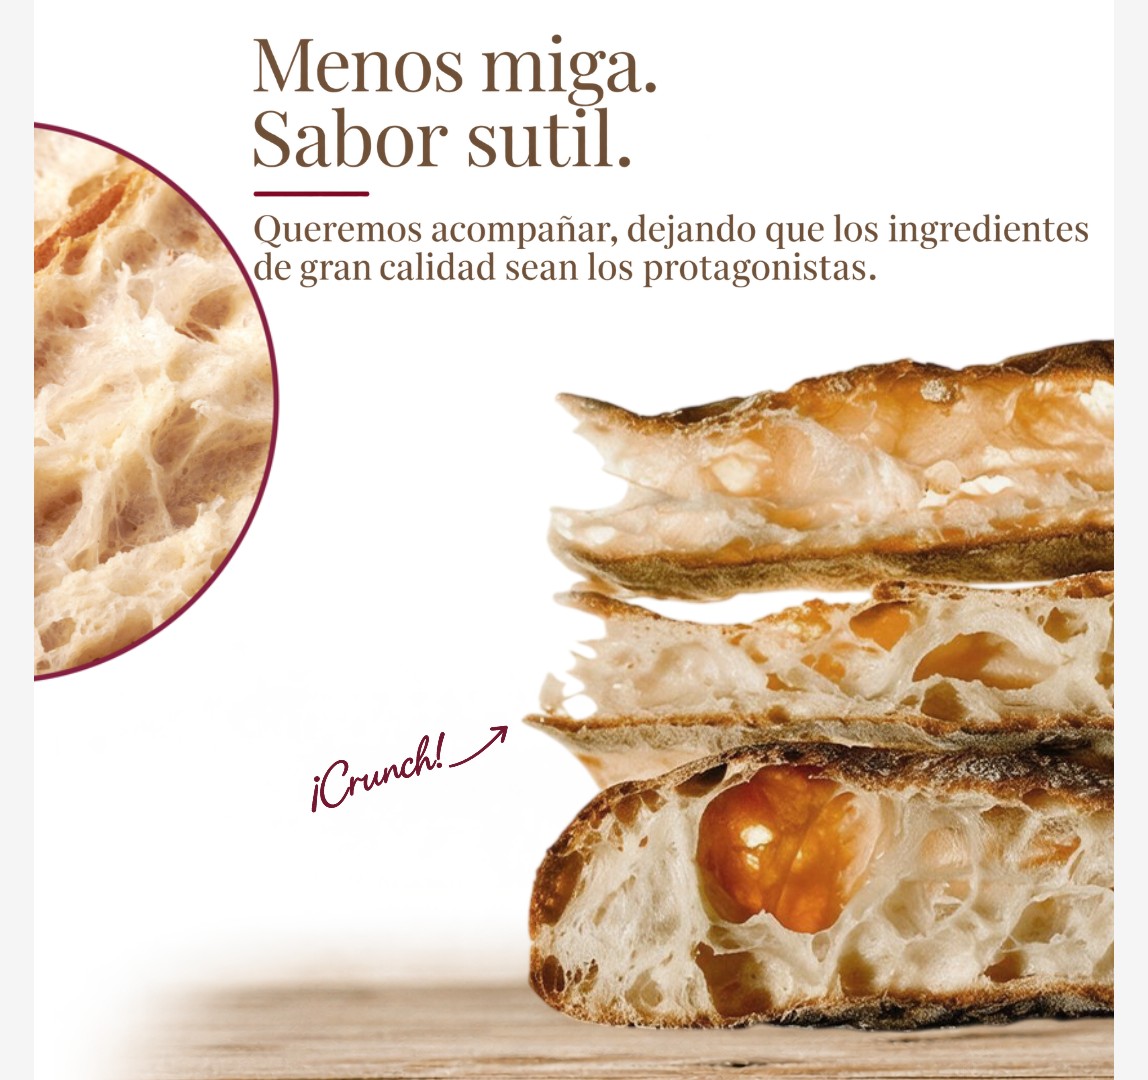 Menos miga.
Sabor sutil.
Queremos acompañar, dejando que los ingredientes
de gran calidad sean los protagonistas.
¡Crunch!